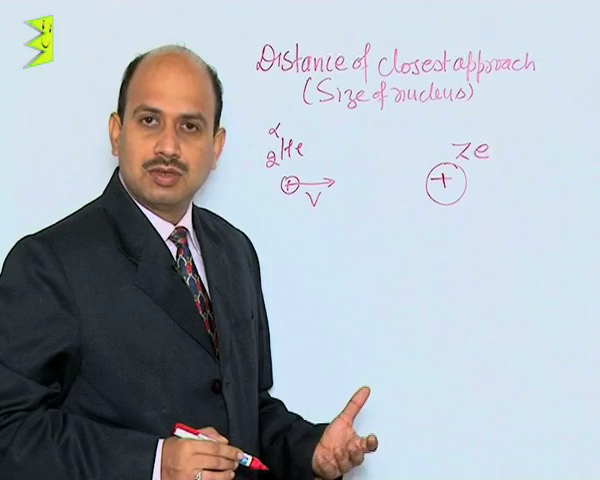 Distance of closest approach
(Size of nucleus)
α
₂He
Ze
+
+
V